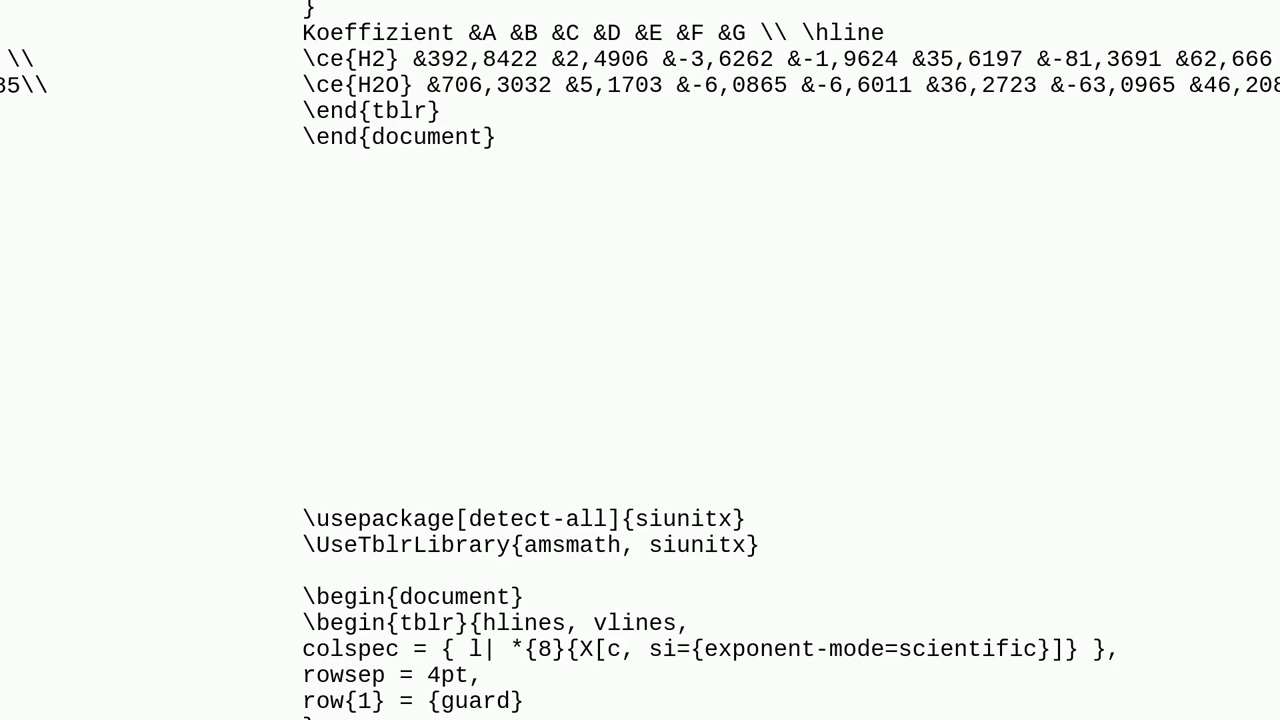 }
Koeffizient &A &B &C &D &E &F &G \\ \hline
\\
\ce{H2} &392,8422 &2,4906 &-3,6262 &-1,9624 &35,6197 &-81,3691 &62,666
85\\
\ce{H2O} &706,3032 &5,1703 &-6,0865 &-6,6011 &36,2723 &-63,0965 &46,208
\end{tblr}
\end{document}
\usepackage[detect-all]{siunitx}
\UseTblrLibrary{amsmath, siunitx}
\begin{document}
\begin{tblr}{hlines, vlines,
colspec = { l| *{8}{X[c, si={exponent-mode=scientific}]} },
rowsep = 4pt,
row{1} = {guard}